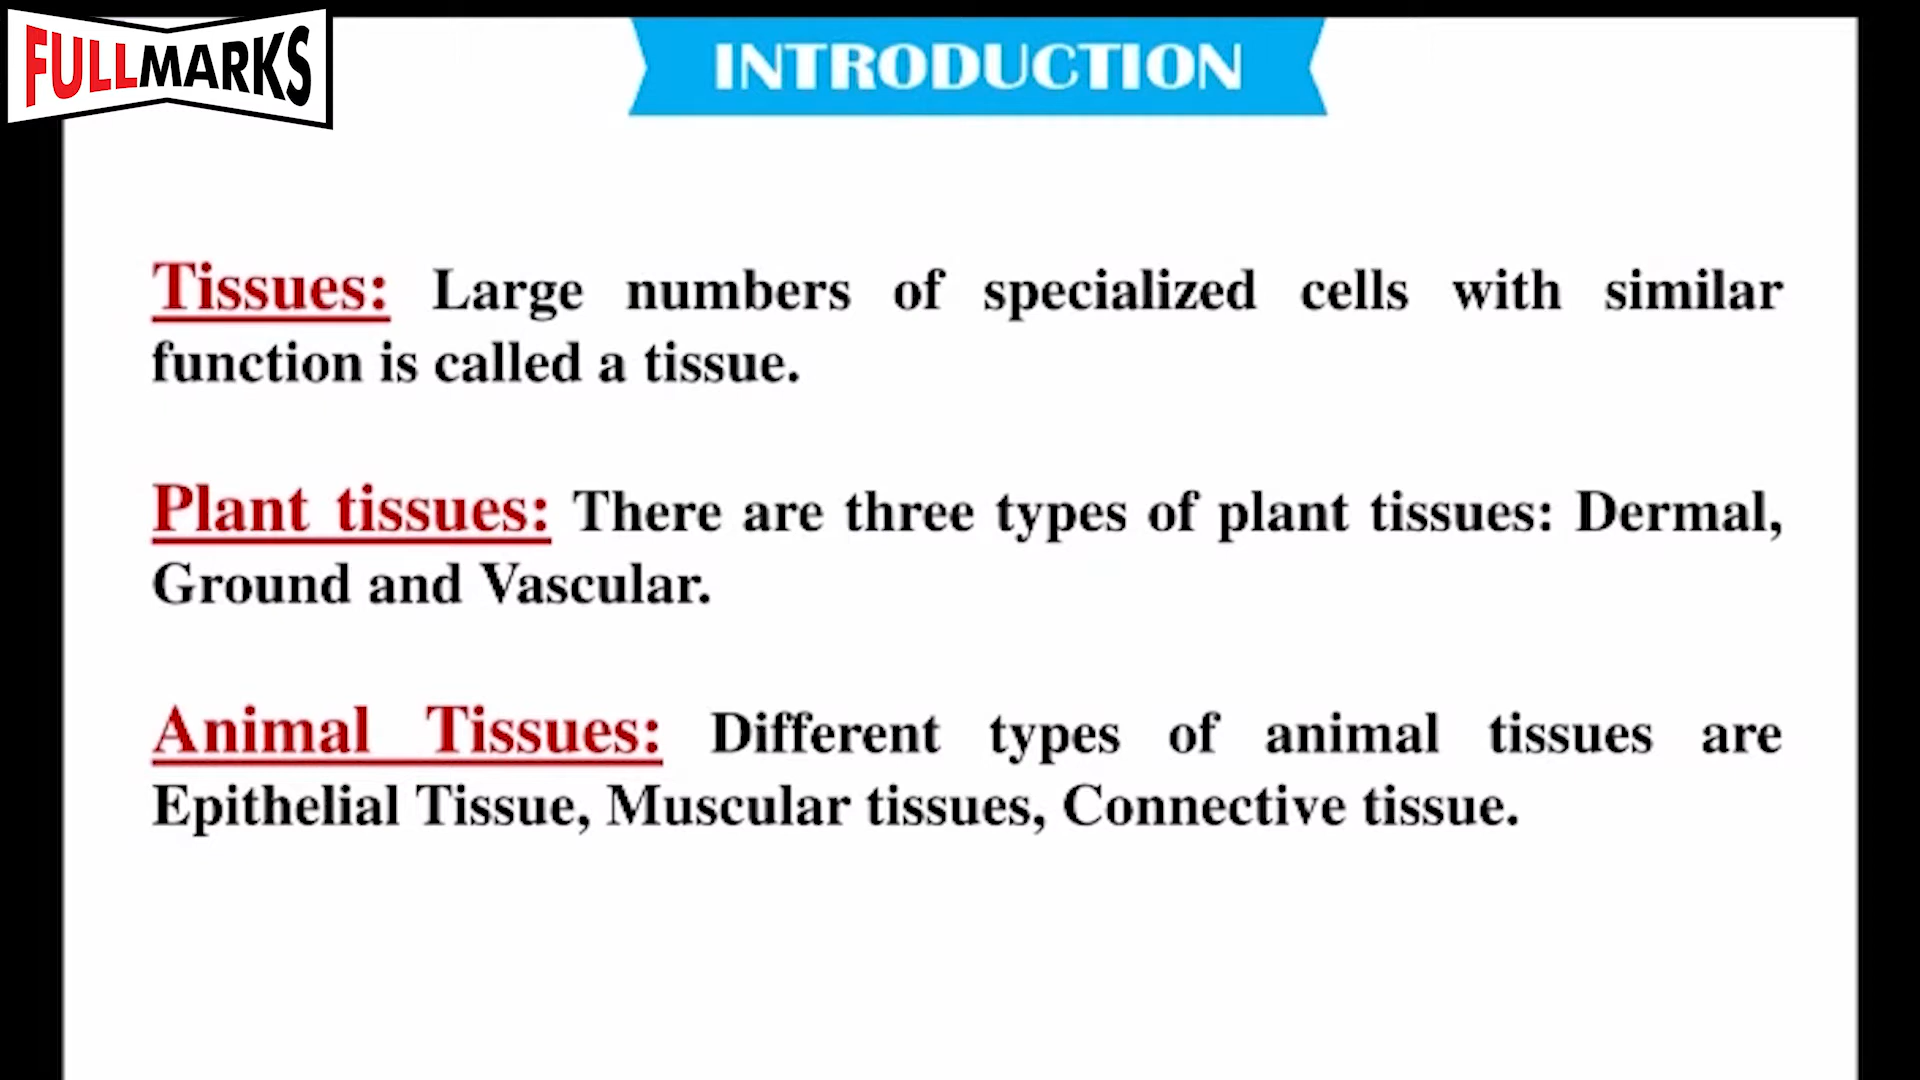 FULLMARKS
INTRODUCTION
Tissues: Large numbers of specialized cells with similar
function is called a tissue.
Plant tissues: There are three types of plant tissues: Dermal,
Ground and Vascular.
Animal Tissues: Different types of animal tissues are
Epithelial Tissue, Muscular tissues, Connective tissue.